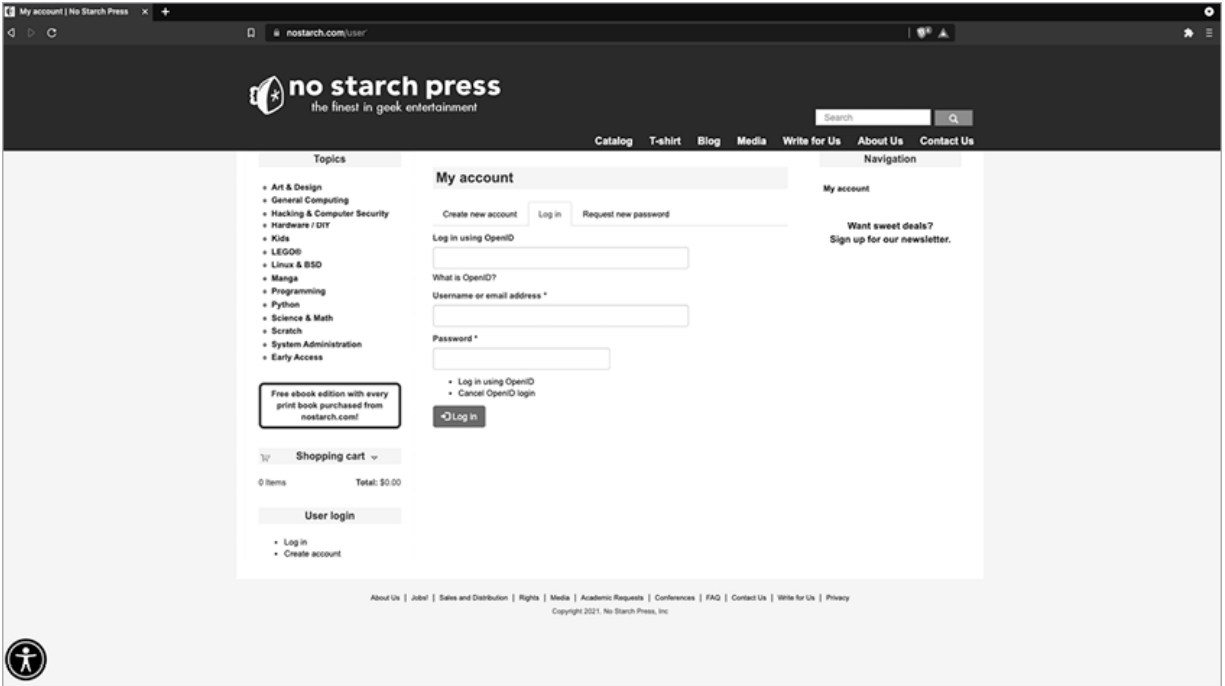 My account | No Starch Press
nostarch.com/user
no starch press
the finest in geek entertainment
Search
Catalog T-shirt Blog Media Write for Us About Us Contact Us
Topics
Art & Design
General Computing
Hacking & Computer Security
Hardware / DIY
Kids
LEGO®
Linux & BSD
Manga
Programming
Python
Science & Math
Scratch
System Administration
Early Access
Free ebook edition with every
print book purchased from
nostarch.com!
Shopping cart
0 Items Total: $0.00
User login
Log in
Create account
My account
Create new account Log in Request new password
Log in using OpenID
What is OpenID?
Username or email address *
Password *
Log in using OpenID
Cancel OpenID login
Log in
Navigation
My account
Want sweet deals?
Sign up for our newsletter.
About Us | Jobs! | Sales and Distribution | Rights | Media | Academic Requests | Conferences | FAQ | Contact Us | Write for Us | Privacy
Copyright 2021. No Starch Press, Inc